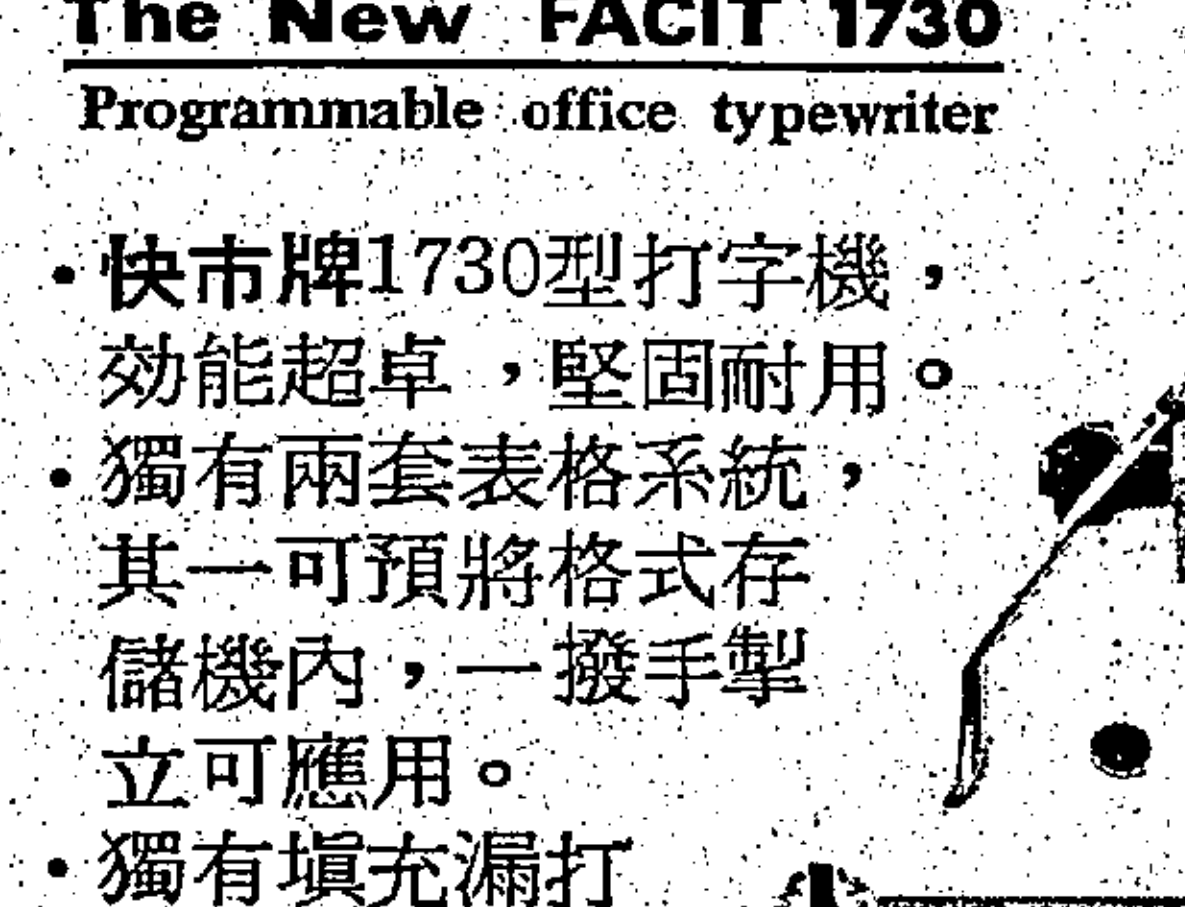 The New FACIT 1730
Programmable office typewriter
·快市牌1730型打字機，
効能超卓，堅固耐用。
·獨有兩套表格系統，
其一可預將格式存
儲機內，一撥手掣
立可應用。
·獨有塡充漏打